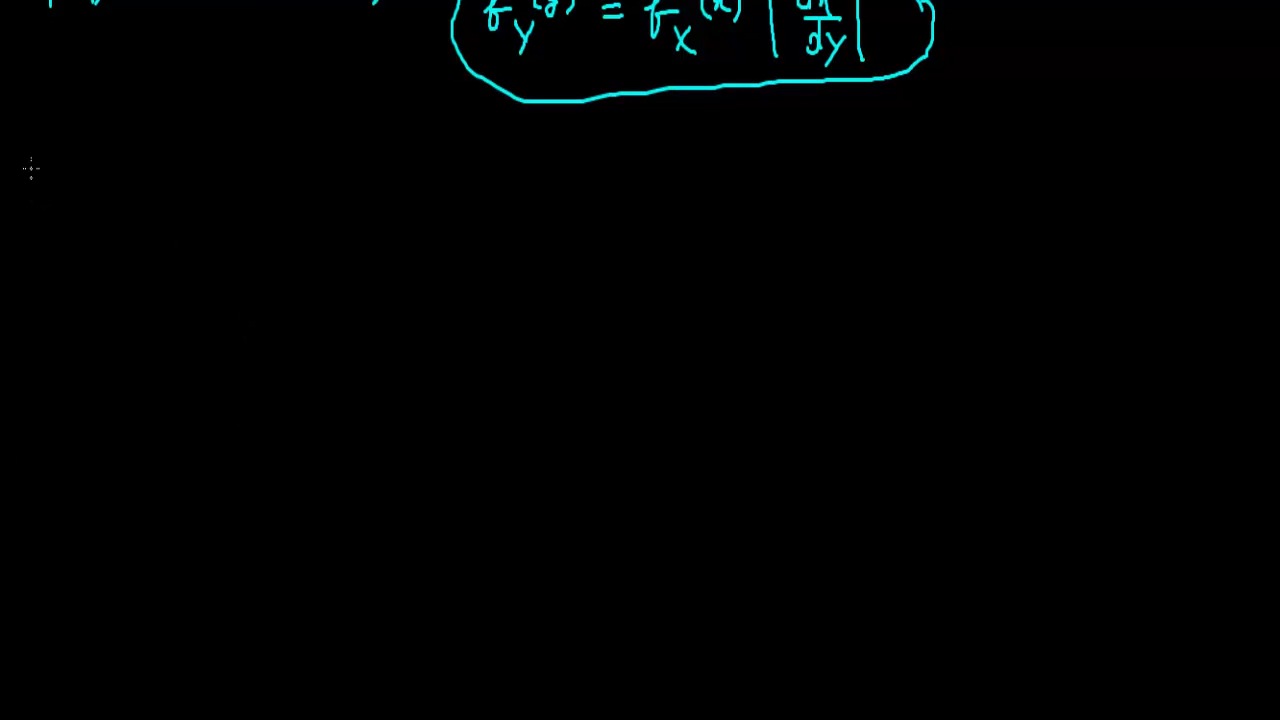 f_Y(y) = f_X(x) |dx/dy|